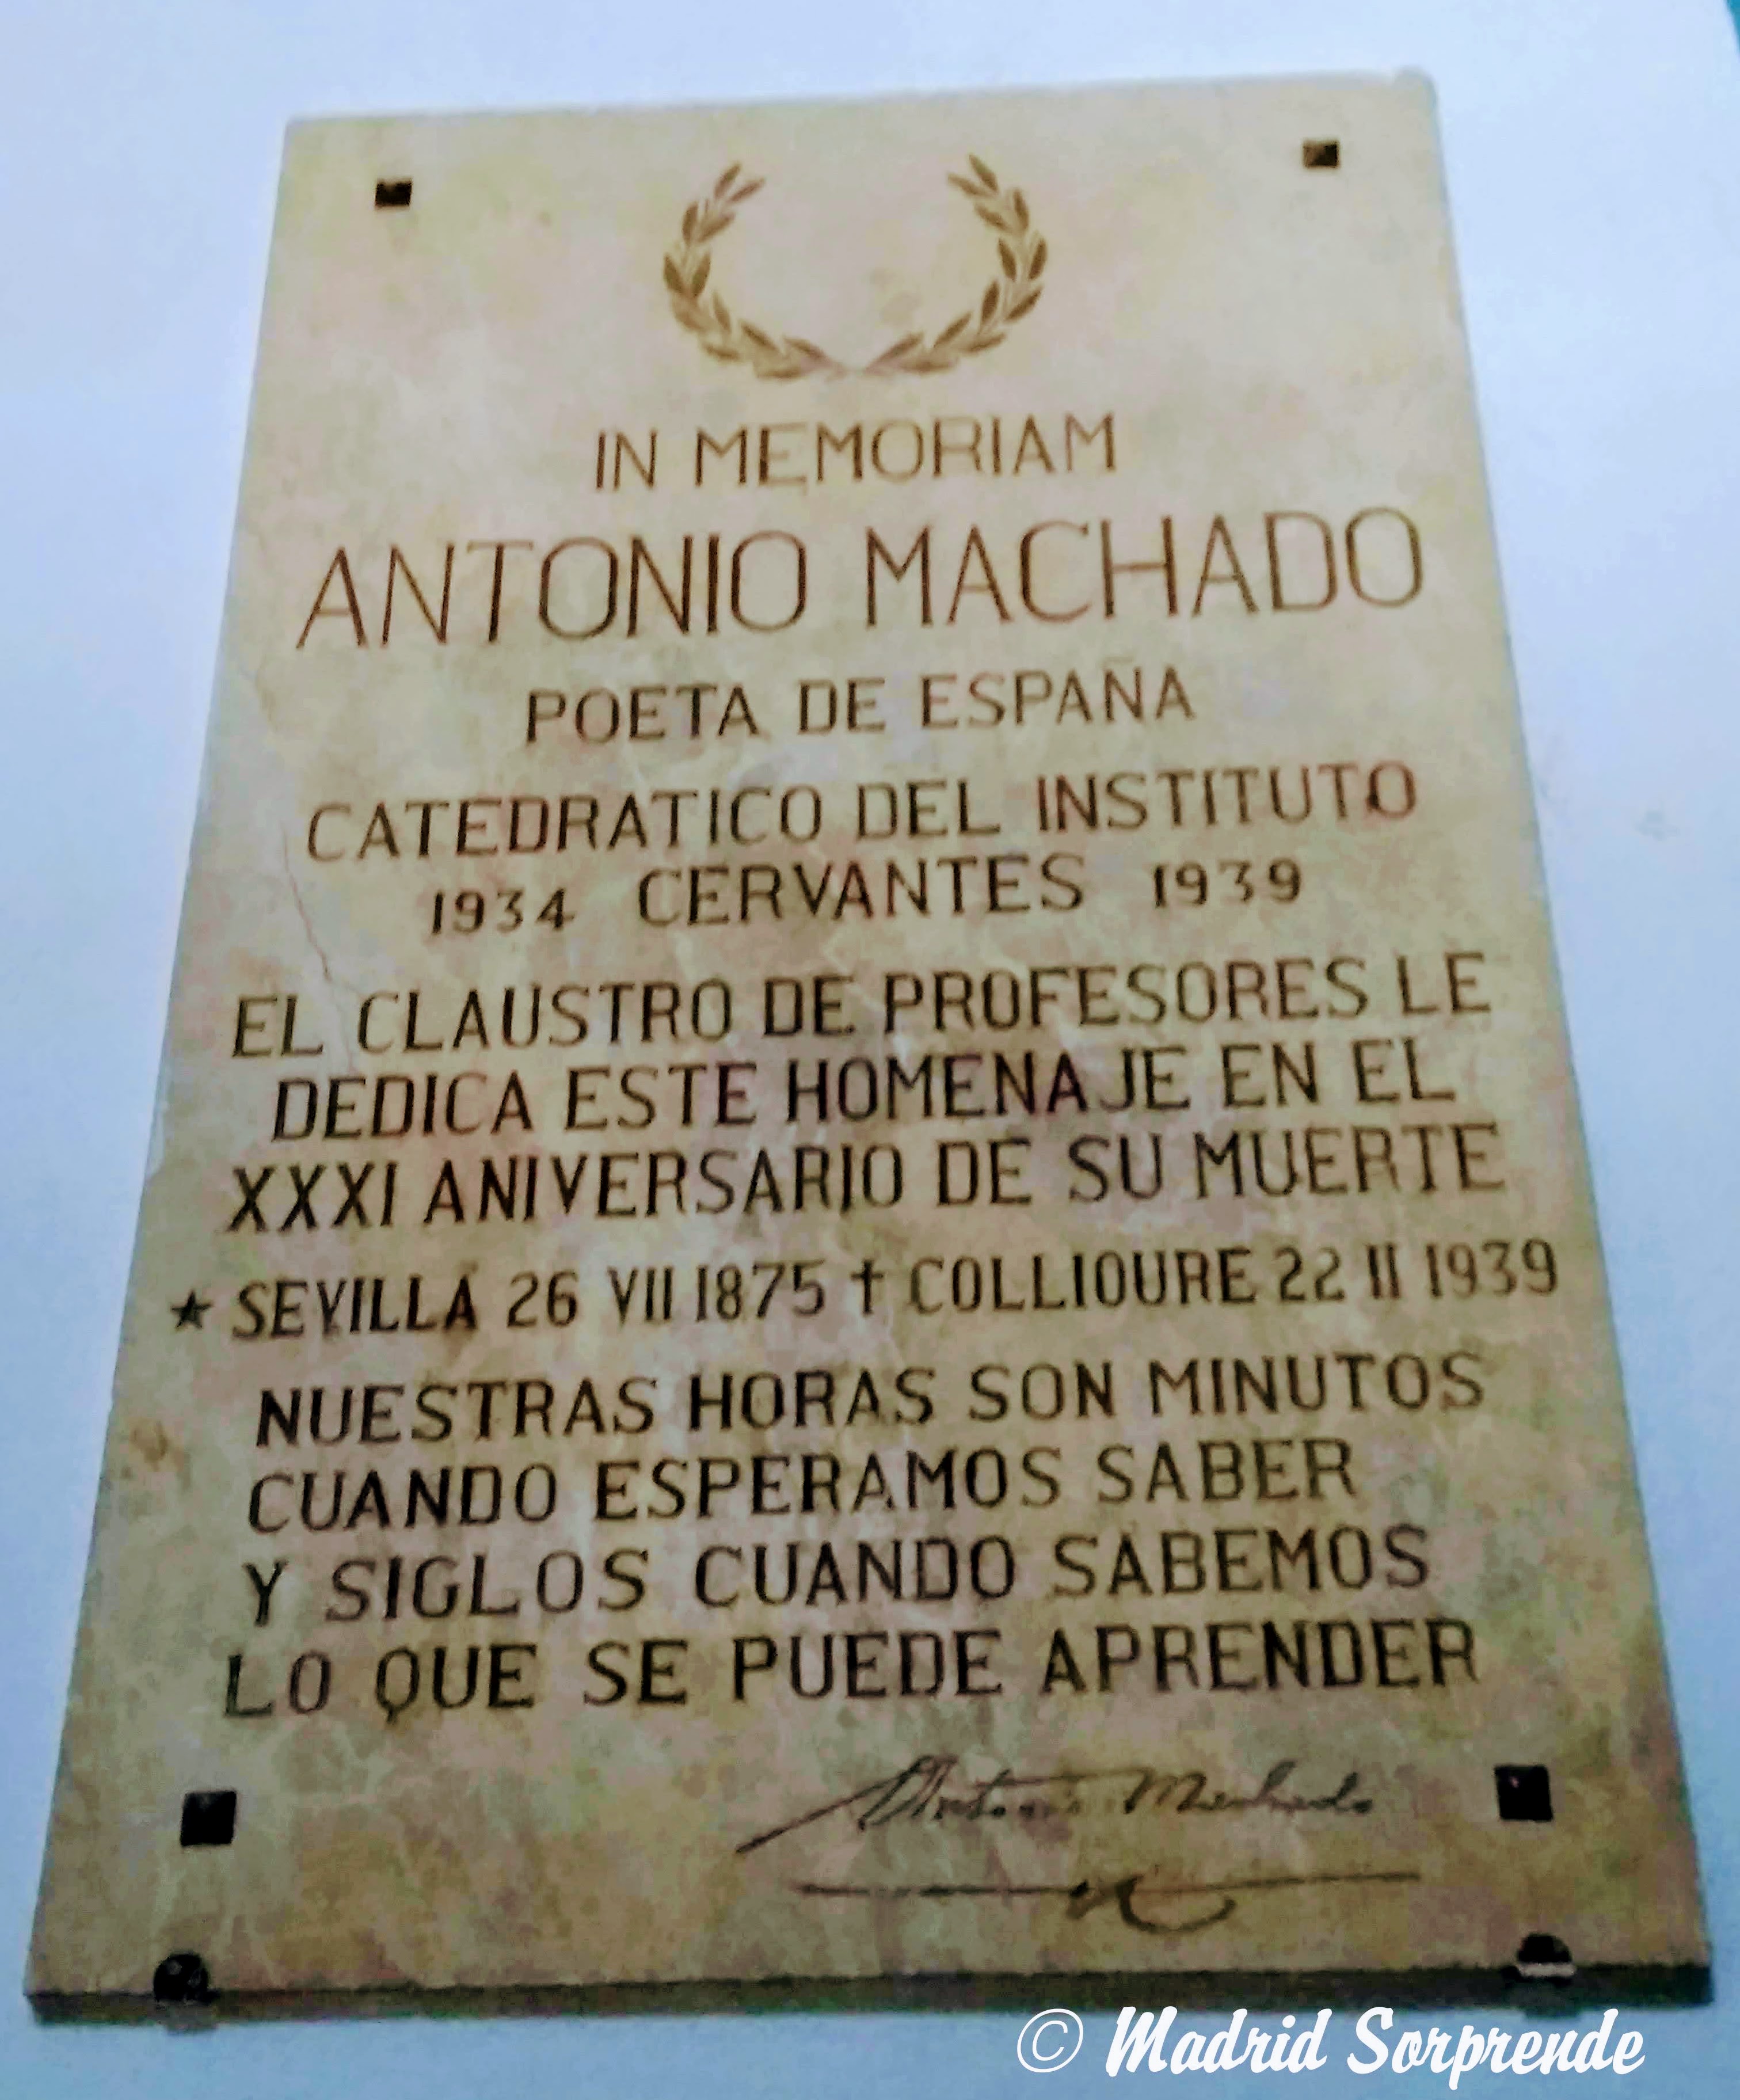 IN MEMORIAM
ANTONIO MACHADO
POETA DE ESPAÑA
CATEDRATICO DEL INSTITUTO
1934 CERVANTES 1939
EL CLAUSTRO DE PROFESORES LE
DEDICA ESTE HOMENAJE EN EL
XXXI ANIVERSARIO DE SU MUERTE
★ SEVILLA 26 VII 1875 † COLLIOURE 22 II 1939
NUESTRAS HORAS SON MINUTOS
CUANDO ESPERAMOS SABER
Y SIGLOS CUANDO SABEMOS
LO QUE SE PUEDE APRENDER
Antonio Machado
© Madrid Sorprende